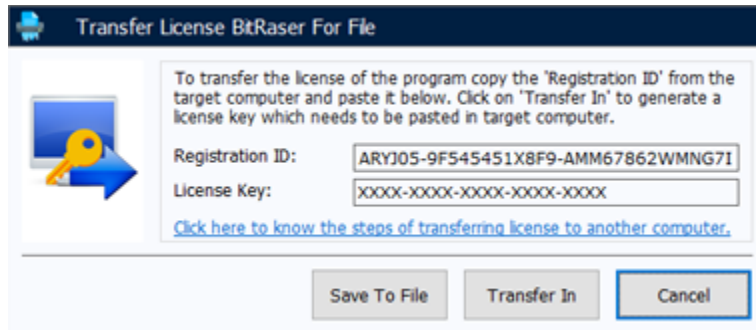 Transfer License BitRaser For File
To transfer the license of the program copy the 'Registration ID' from the
target computer and paste it below. Click on 'Transfer In' to generate a
license key which needs to be pasted in target computer.
Registration ID: ARYJ05-9F545451X8F9-AMM67862WMNG7I
License Key: XXXX-XXXX-XXXX-XXXX-XXXX
Click here to know the steps of transferring license to another computer.
Save To File Transfer In Cancel